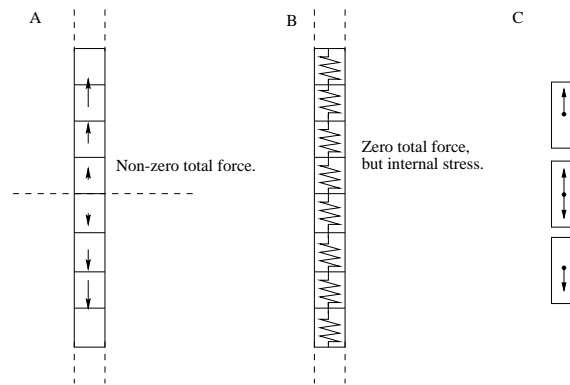 A
B
C
Non-zero total force.
Zero total force,
but internal stress.